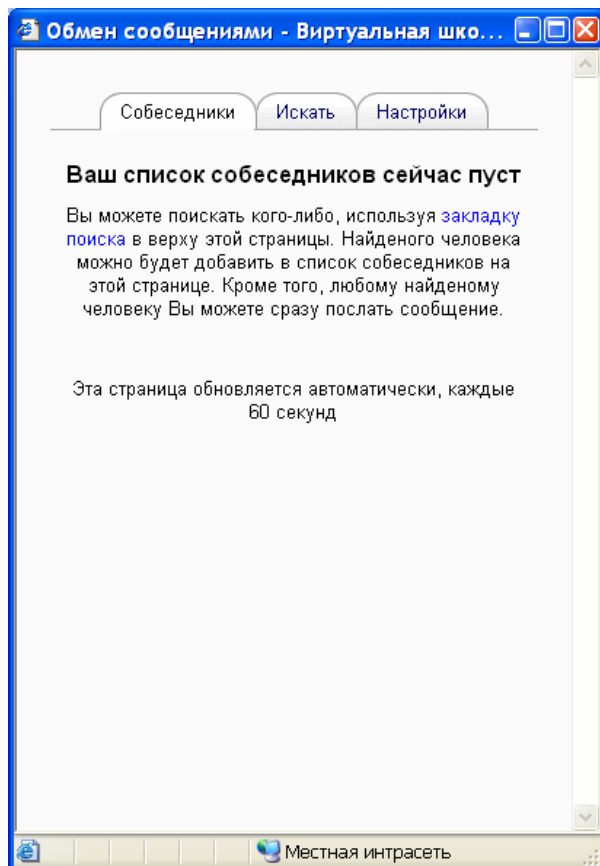 Обмен сообщениями - Виртуальная шко...
Собеседники Искать Настройки
Ваш список собеседников сейчас пуст
Вы можете поискать кого-либо, используя закладку
поиска в верху этой страницы. Найденого человека
можно будет добавить в список собеседников на
этой странице. Кроме того, любому найденому
человеку Вы можете сразу послать сообщение.
Эта страница обновляется автоматически, каждые
60 секунд
Местная интрасеть